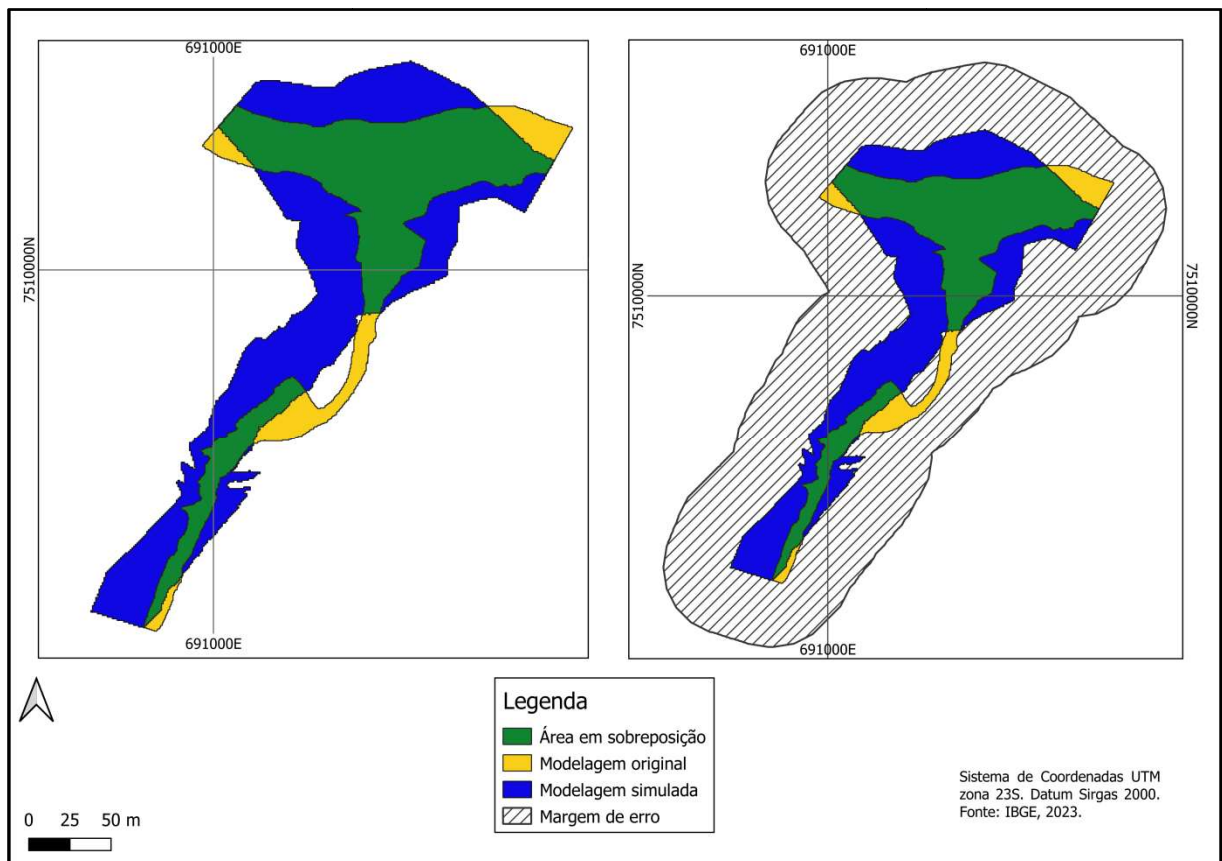 691000E
691000E
7510000N
7510000N
7510000N
691000E
691000E
Legenda
Área em sobreposição
Modelagem original
Modelagem simulada
Margem de erro
0 25 50 m
Sistema de Coordenadas UTM
zona 23S. Datum Sirgas 2000.
Fonte: IBGE, 2023.